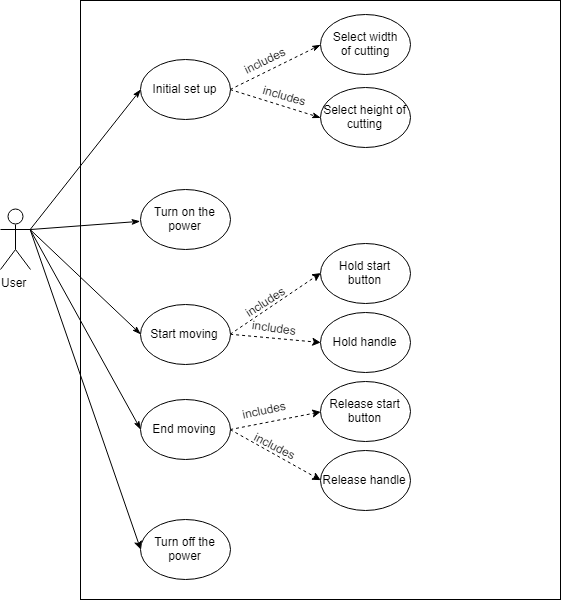 Select width
of cutting
includes
Initial set up
includes
Select height of
cutting
Turn on the
power
User
Hold start
button
includes
Start moving
includes
Hold handle
Release start
button
includes
End moving
includes
Release handle
Turn off the
power